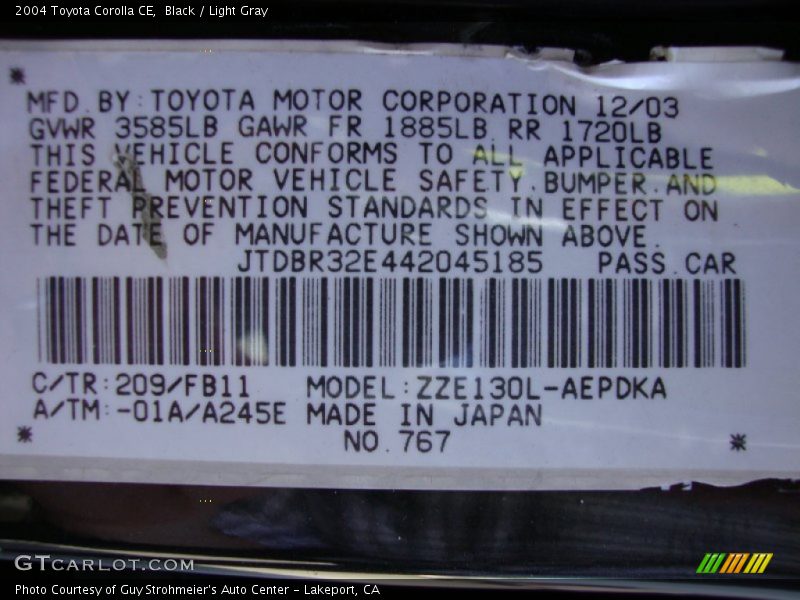 2004 Toyota Corolla CE,  Black / Light Gray
MFD. BY: TOYOTA MOTOR CORPORATION 12/03
GVWR 3585LB GAWR FR 1885LB RR 1720LB
THIS VEHICLE CONFORMS TO ALL APPLICABLE
FEDERAL MOTOR VEHICLE SAFETY, BUMPER, AND
THEFT PREVENTION STANDARDS IN EFFECT ON
THE DATE OF MANUFACTURE SHOWN ABOVE.
JTDBR32E442045185 PASS. CAR
C/TR: 209/FB11 MODEL: ZZE130L-AEPDKA
A/TM: -01A/A245E MADE IN JAPAN
NO. 767
GTCARLOT.COM
Photo Courtesy of Guy Strohmeier's Auto Center - Lakeport, CA